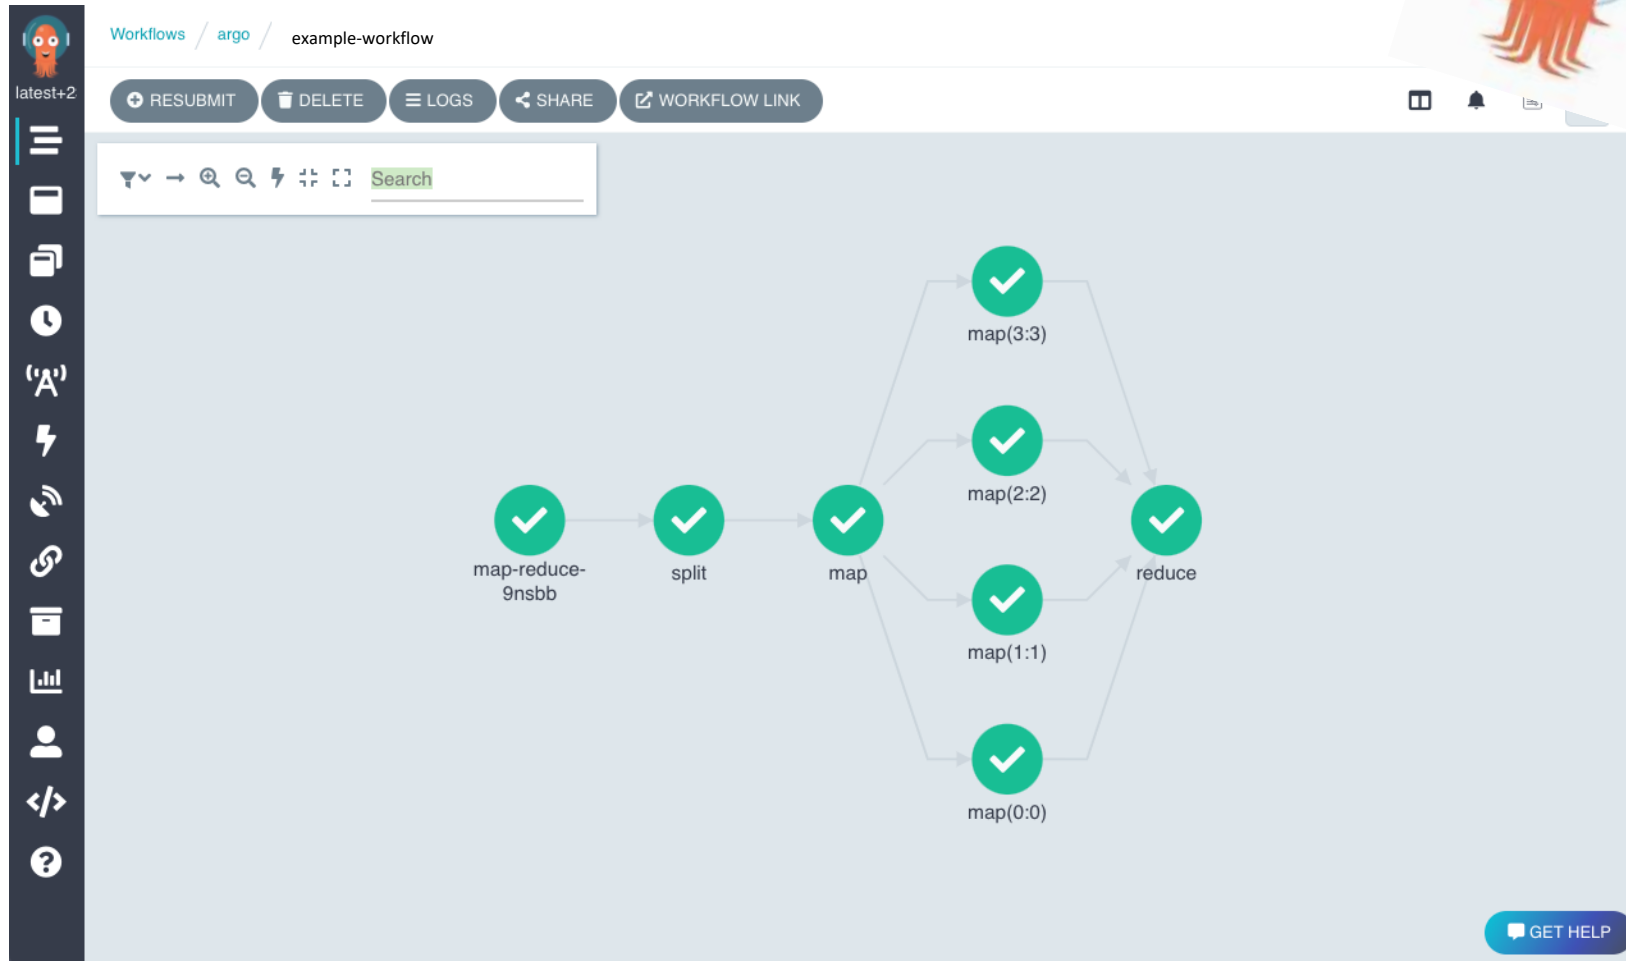 Workflows / argo / example-workflow
latest+2
RESUBMIT DELETE LOGS SHARE WORKFLOW LINK
Search
map(3:3)
map(2:2)
map-reduce-
9nsbb
split
map
reduce
map(1:1)
map(0:0)
GET HELP